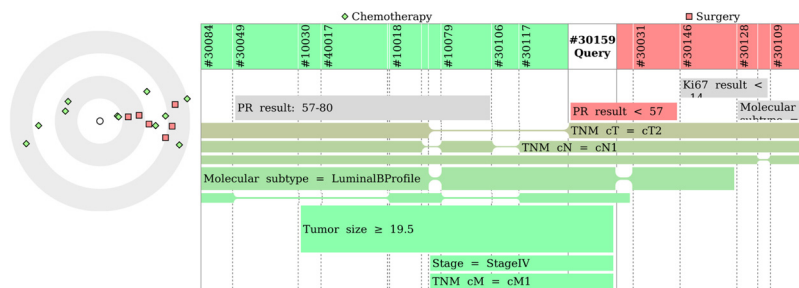 Chemotherapy
Surgery
#30084
#30049
#10030
#40017
#10018
#10079
#30106
#30117
#30159
Query
#30031
#30146
#30128
#30109
Ki67 result <
14
PR result: 57-80
PR result < 57
Molecular
subtype =
TNM cT = cT2
TNM cN = cN1
Molecular subtype = LuminalBProfile
Tumor size ≥ 19.5
Stage = StageIV
TNM cM = cM1